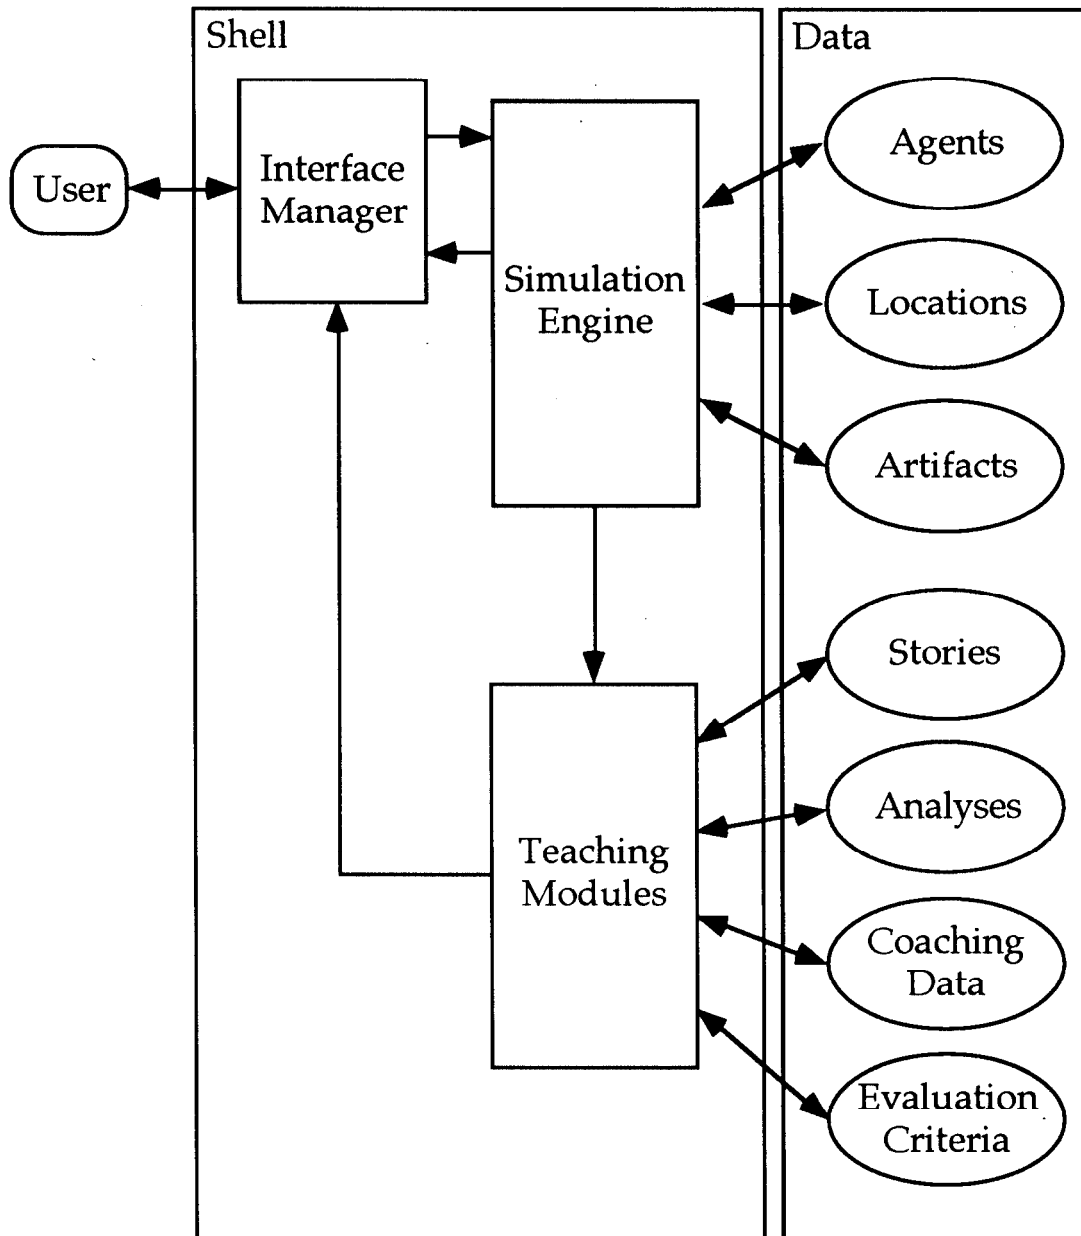 Shell
Data
User
Interface
Manager
Simulation
Engine
Agents
Locations
Artifacts
Teaching
Modules
Stories
Analyses
Coaching
Data
Evaluation
Criteria